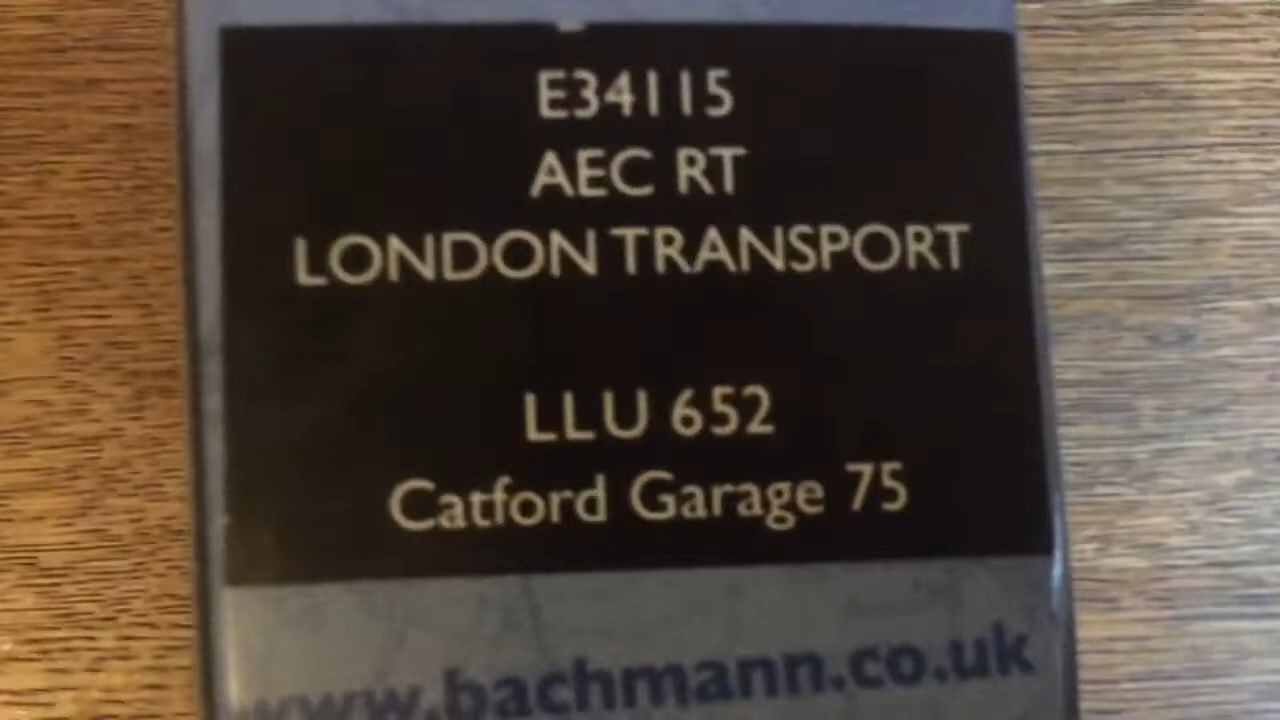 E34115
AEC RT
LONDON TRANSPORT
LLU 652
Catford Garage 75
www.bachmann.co.uk